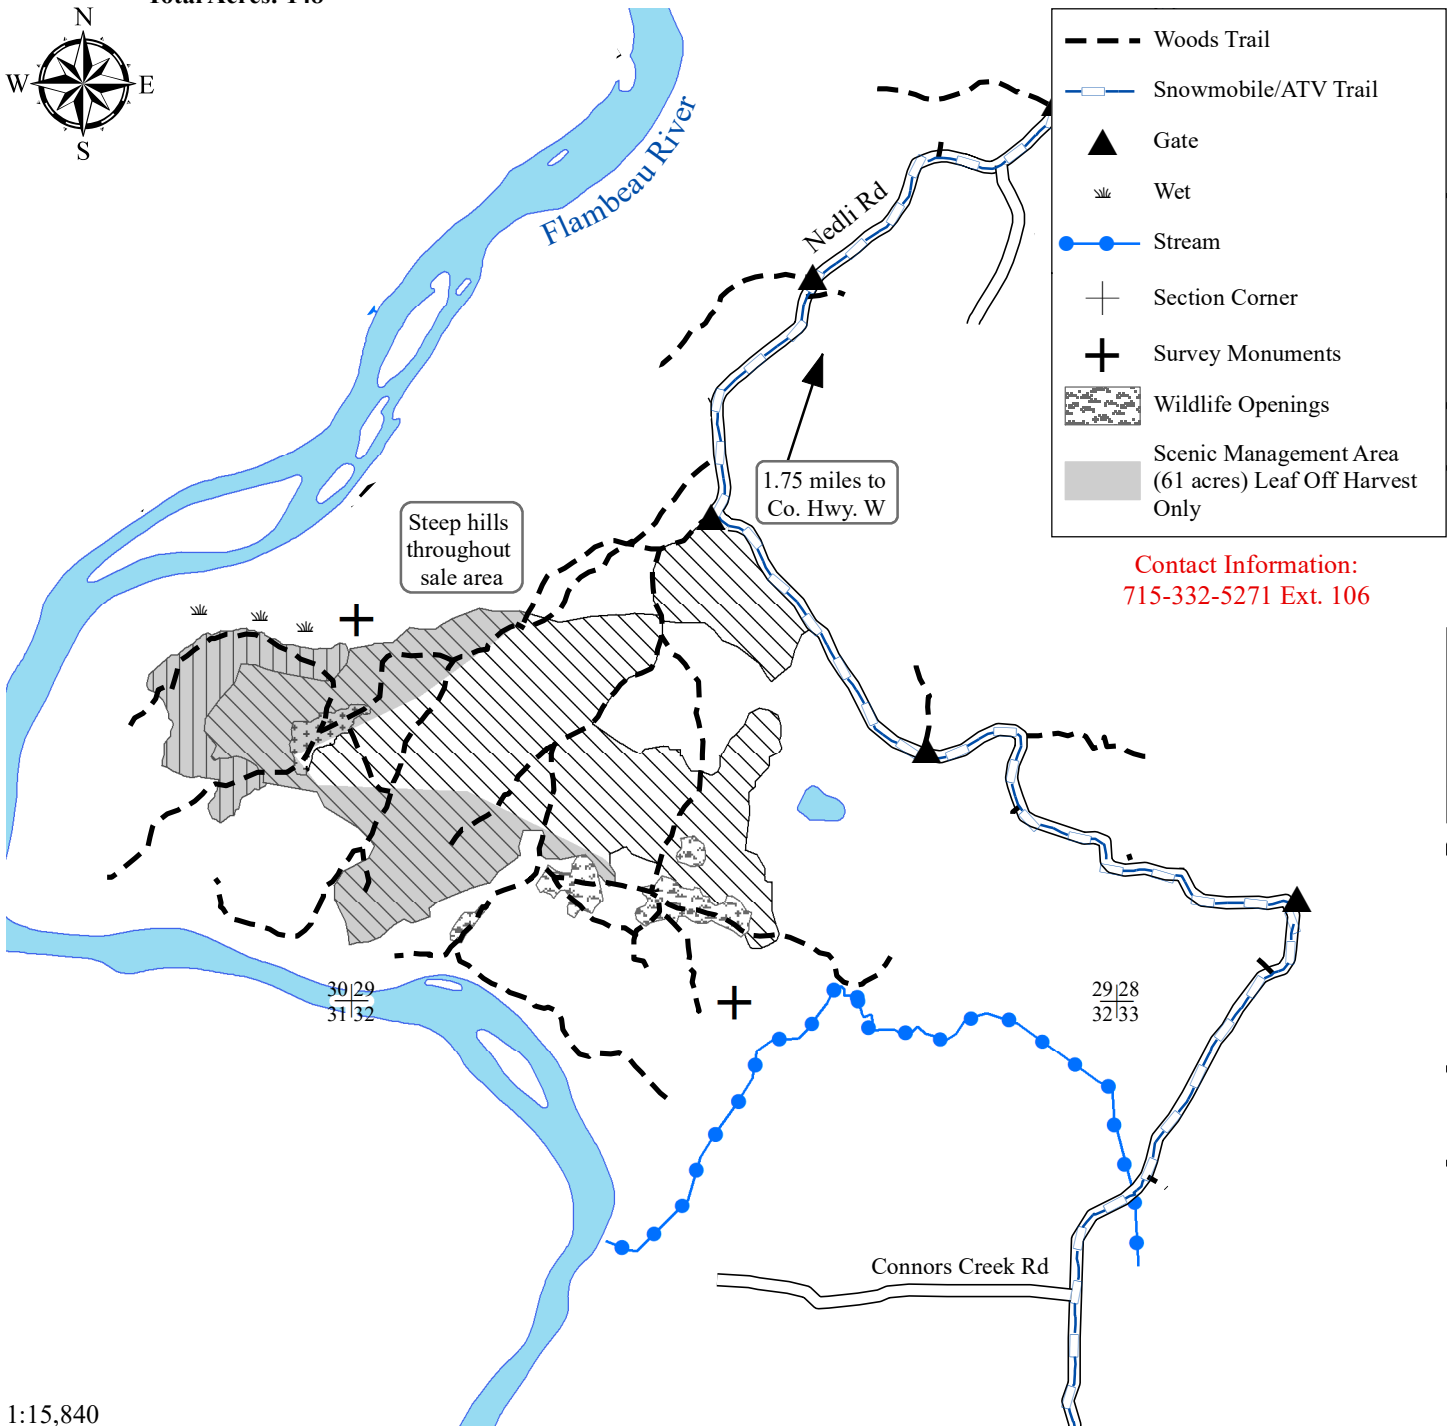 N
W E
S
Flambeau River
Nedli Rd
Woods Trail
Snowmobile/ATV Trail
Gate
Wet
Stream
Section Corner
Survey Monuments
Wildlife Openings
Scenic Management Area
(61 acres) Leaf Off Harvest
Only
1.75 miles to
Co. Hwy. W
Steep hills
throughout
sale area
Contact Information:
715-332-5271 Ext. 106
30 29
31 32
29 28
32 33
Connors Creek Rd
1:15,840